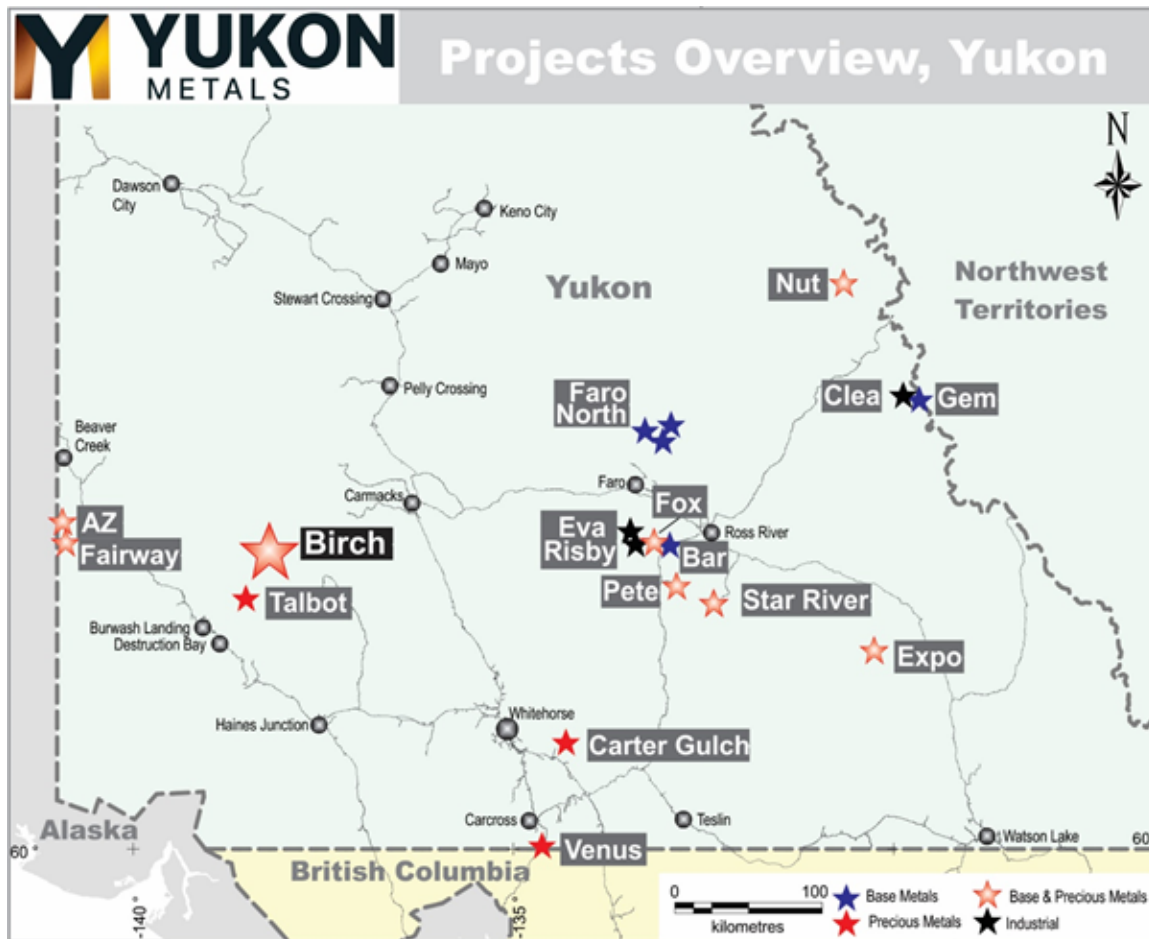 YUKON
METALS
Projects Overview, Yukon
N
Dawson
City
Keno City
Mayo
Stewart Crossing
Yukon
Nut
Northwest
Territories
Pelly Crossing
Faro
North
Clea
Gem
Beaver
Creek
Carmacks
Faro
Fox
AZ
Fairway
Birch
Eva
Risby
Ross River
Bar
Talbot
Pete
Star River
Burwash Landing
Destruction Bay
Expo
Haines Junction
Whitehorse
Carter Gulch
Alaska
Carcross
Teslin
Watson Lake
60°
Venus
60
British Columbia
-140
-135
0 100
kilometres
Base Metals
Base & Precious Metals
Precious Metals
Industrial